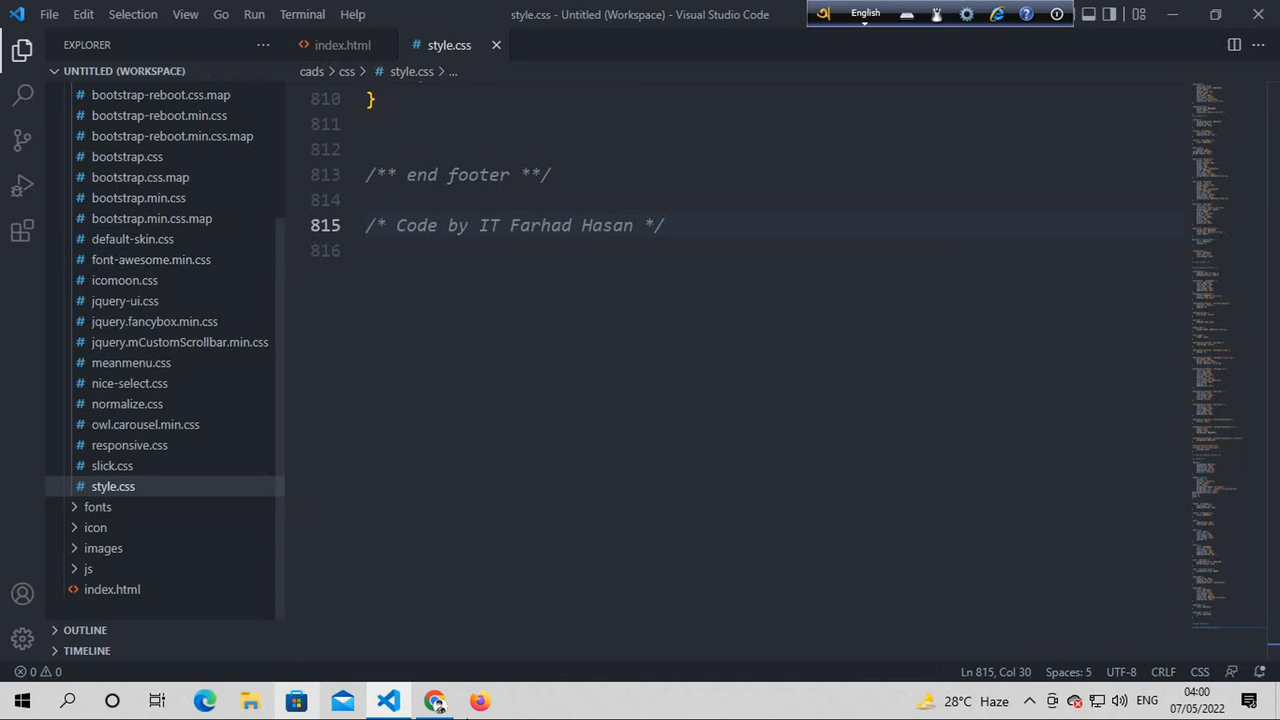 File Edit Selection View Go Run Terminal Help
style.css - Untitled (Workspace) - Visual Studio Code
English
EXPLORER
index.html
style.css
UNTITLED (WORKSPACE)
cads > css > # style.css > ...
bootstrap-reboot.css.map
bootstrap-reboot.min.css
bootstrap-reboot.min.css.map
bootstrap.css
bootstrap.css.map
bootstrap.min.css
bootstrap.min.css.map
default-skin.css
font-awesome.min.css
icomoon.css
jquery-ui.css
jquery.fancybox.min.css
jquery.mCustomScrollbar.min.css
meanmenu.css
nice-select.css
normalize.css
owl.carousel.min.css
responsive.css
slick.css
style.css
fonts
icon
images
js
index.html
OUTLINE
TIMELINE
810 }
811
812
813 /** end footer **/
814
815 /* Code by IT Farhad Hasan */
816
0 0
Ln 815, Col 30 Spaces: 5 UTF-8 CRLF CSS
28°C Haze
ENG
04:00
07/05/2022